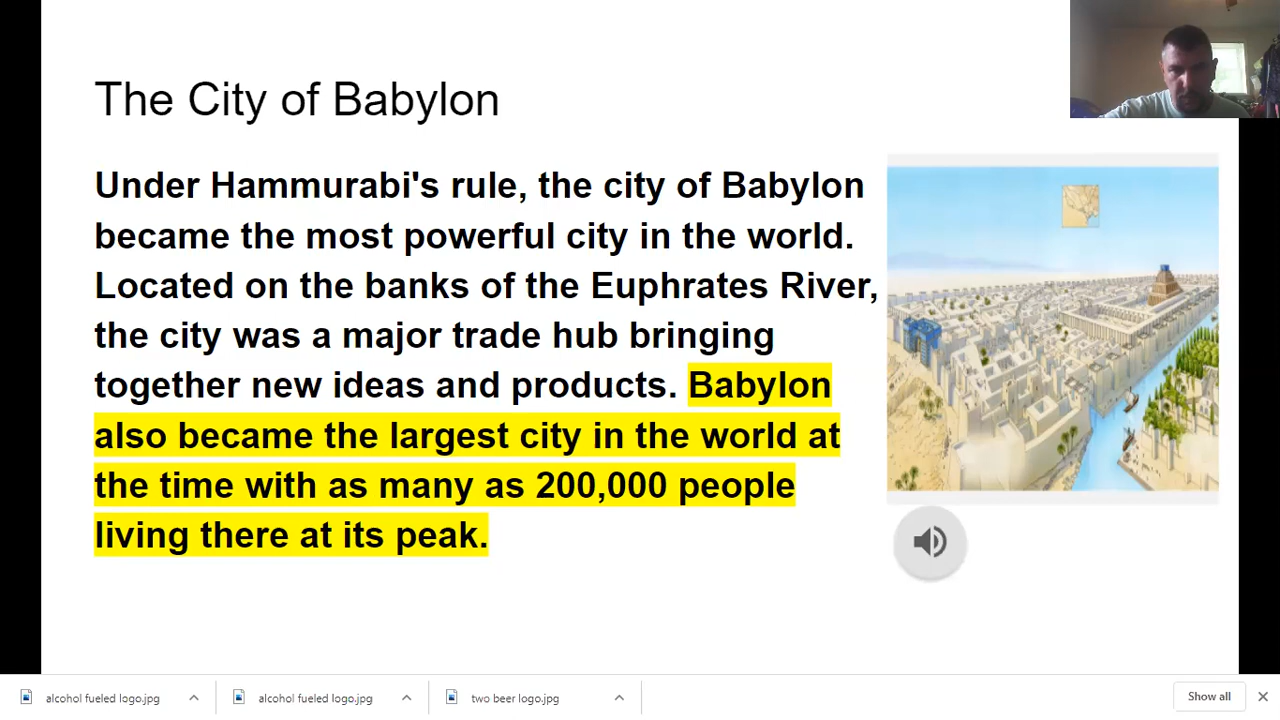 The City of Babylon
Under Hammurabi's rule, the city of Babylon
became the most powerful city in the world.
Located on the banks of the Euphrates River,
the city was a major trade hub bringing
together new ideas and products. Babylon
also became the largest city in the world at
the time with as many as 200,000 people
living there at its peak.
alcohol fueled logo.jpg
alcohol fueled logo.jpg
two beer logo.jpg
Show all